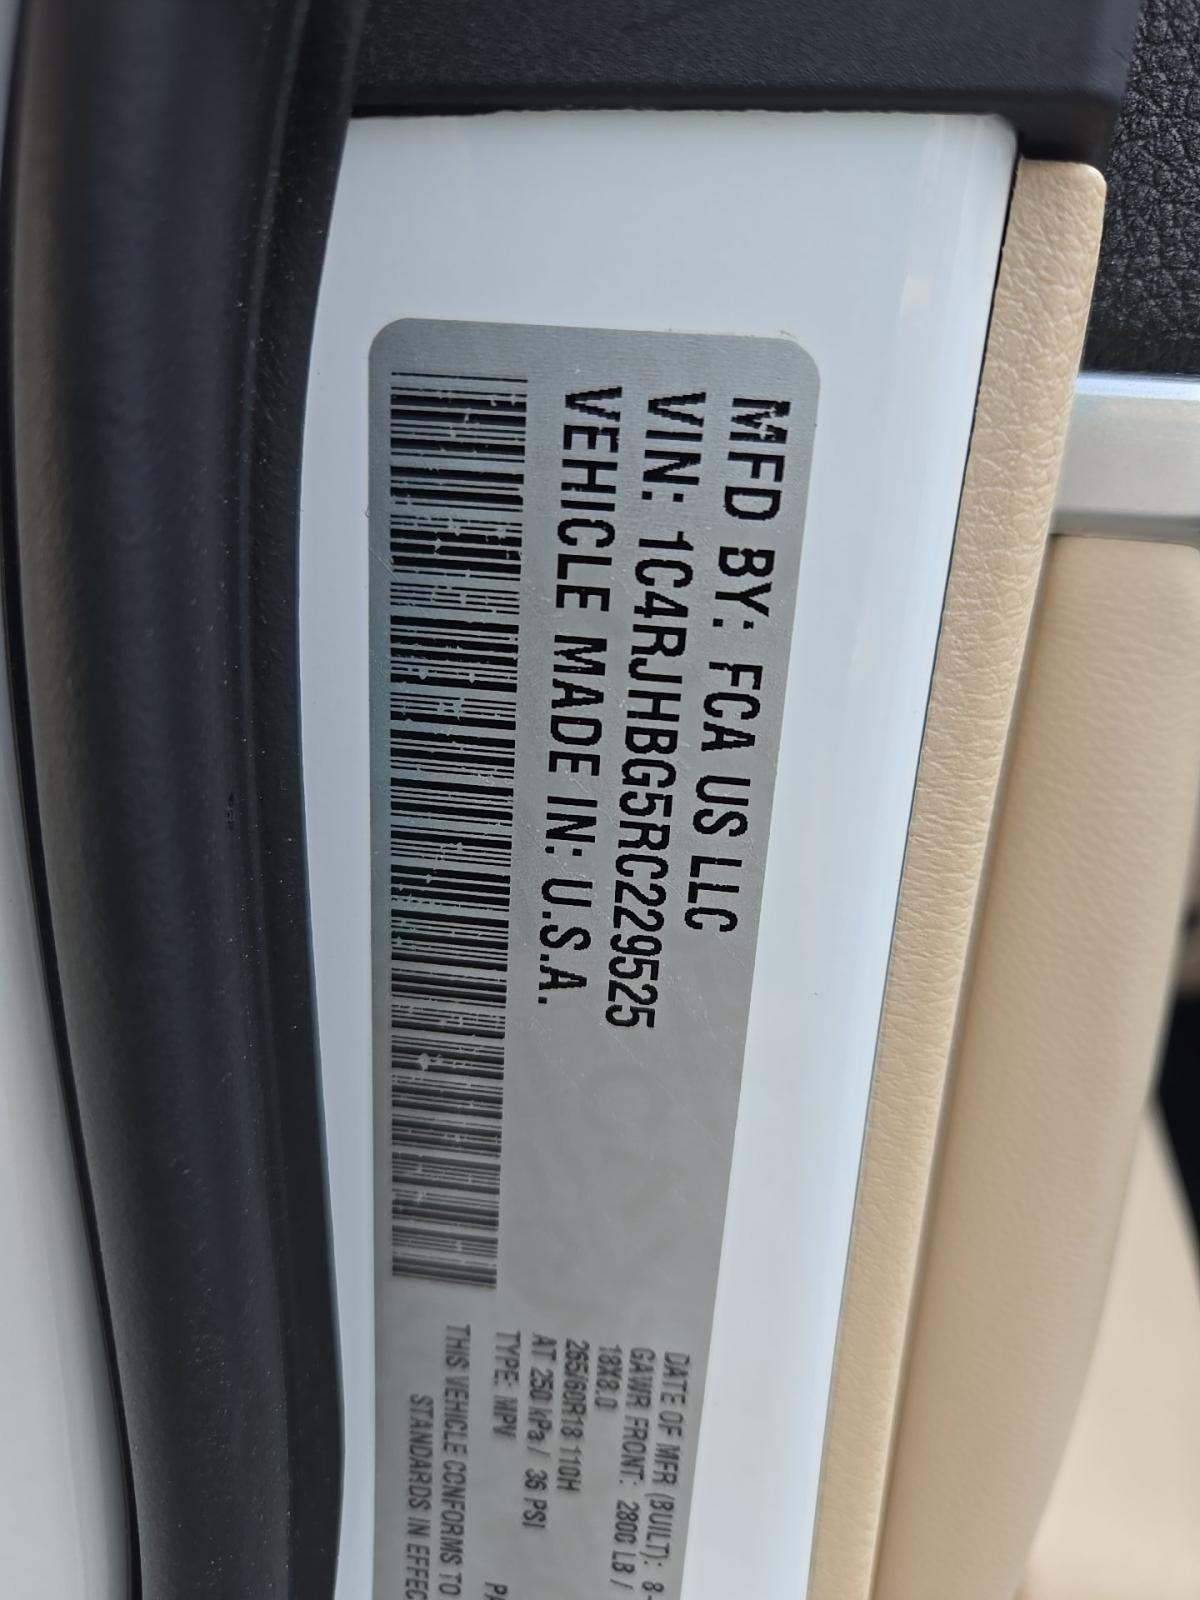 MFD BY: FCA US LLC
VIN: 1C4RJHBG5RC229525
VEHICLE MADE IN: U.S.A.
DATE OF MFR (BUILT): 8-
GAWR FRONT: 2800 LB /
18X8.0
265/60R18 110H
AT 250 kPa / 36 PSI
TYPE: MPV
THIS VEHICLE CONFORMS TO
STANDARDS IN EFFEC